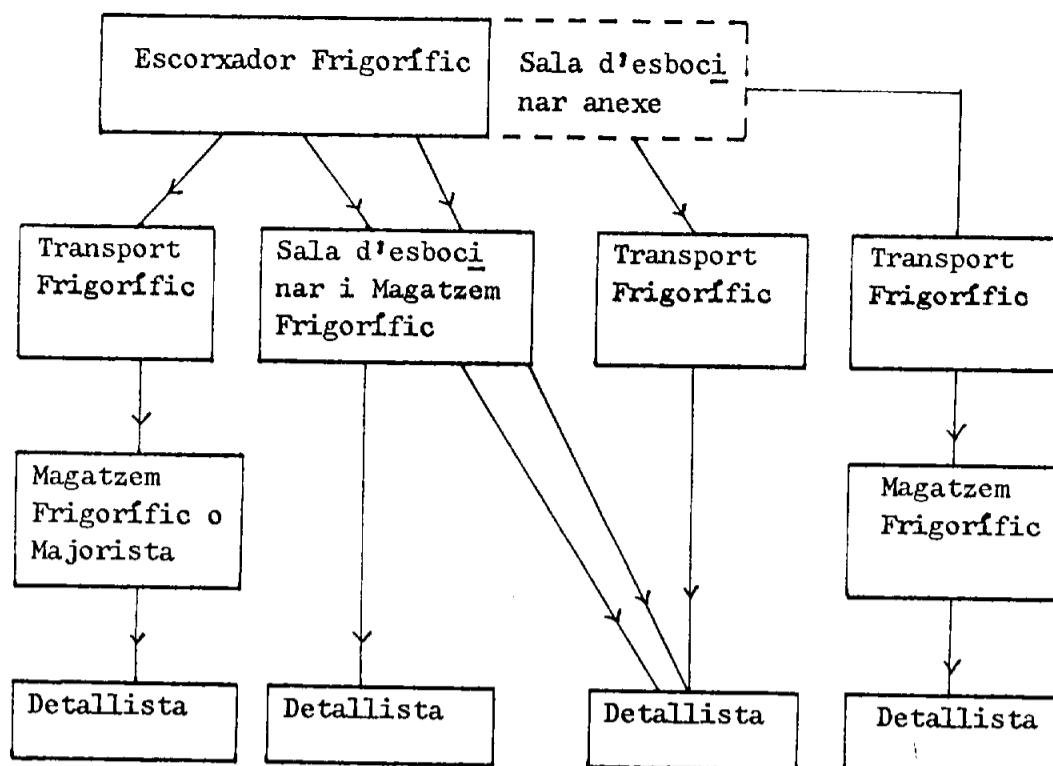 Escorxador Frigorífic
Sala d'esboci
nar anexe
Transport
Frigorífic
Sala d'esboci
nar i Magatzem
Frigorífic
Transport
Frigorífic
Transport
Frigorífic
Magatzem
Frigorífic o
Majorista
Magatzem
Frigorífic
Detallista
Detallista
Detallista
Detallista